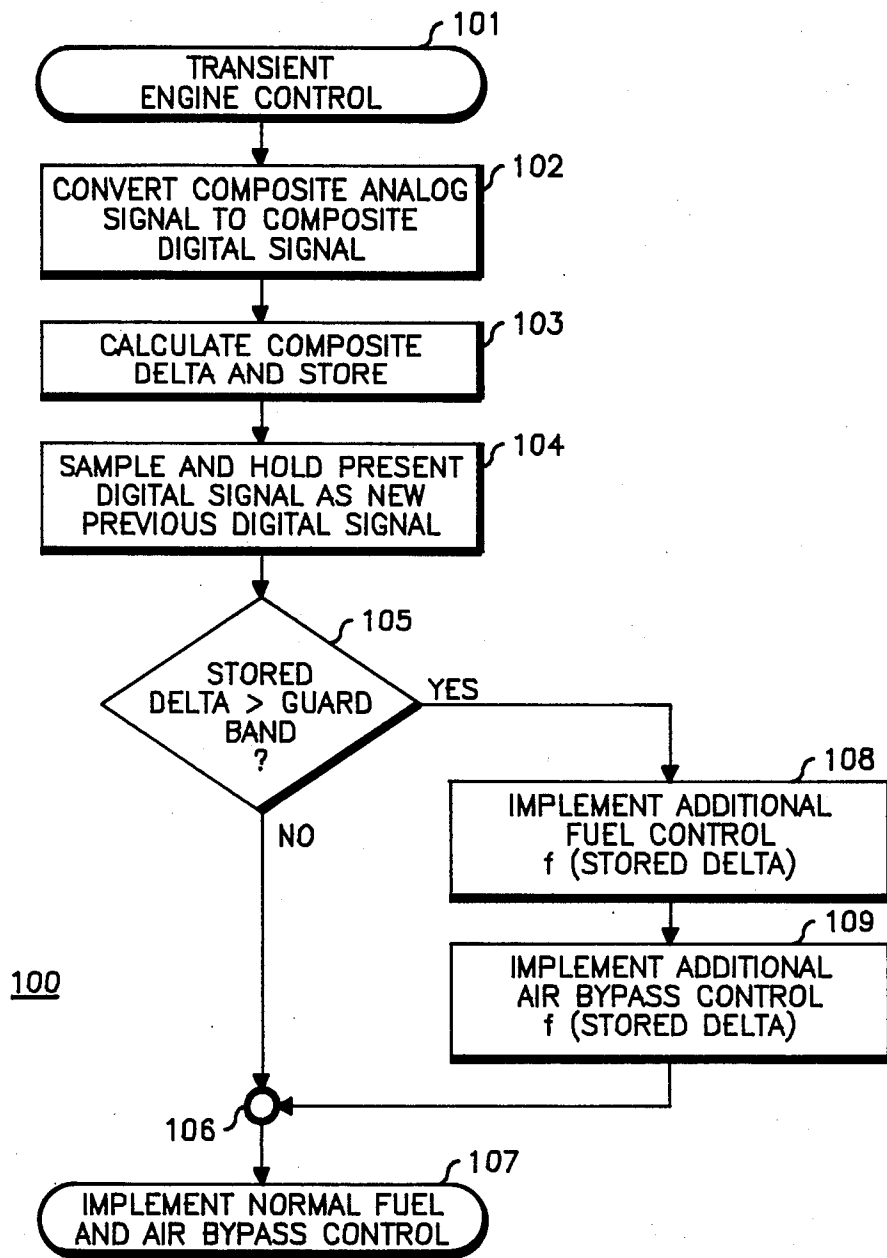 101
TRANSIENT
ENGINE CONTROL
102
CONVERT COMPOSITE ANALOG
SIGNAL TO COMPOSITE
DIGITAL SIGNAL
103
CALCULATE COMPOSITE
DELTA AND STORE
104
SAMPLE AND HOLD PRESENT
DIGITAL SIGNAL AS NEW
PREVIOUS DIGITAL SIGNAL
105
STORED
DELTA > GUARD
BAND
?
YES
NO
108
IMPLEMENT ADDITIONAL
FUEL CONTROL
f (STORED DELTA)
109
IMPLEMENT ADDITIONAL
AIR BYPASS CONTROL
f (STORED DELTA)
100
106
107
IMPLEMENT NORMAL FUEL
AND AIR BYPASS CONTROL